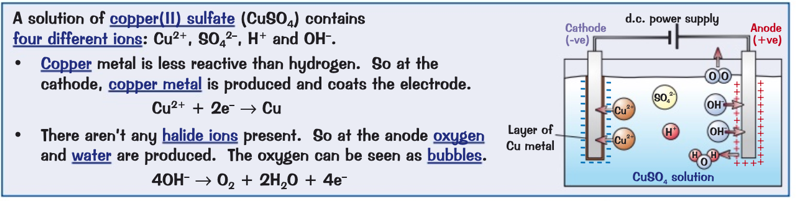 A solution of copper(II) sulfate (CuSO₄) contains
four different ions: Cu²⁺, SO₄²⁻, H⁺ and OH⁻.
• Copper metal is less reactive than hydrogen. So at the
cathode, copper metal is produced and coats the electrode.
Cu²⁺ + 2e⁻ → Cu
• There aren't any halide ions present. So at the anode oxygen
and water are produced. The oxygen can be seen as bubbles.
4OH⁻ → O₂ + 2H₂O + 4e⁻
Cathode
(-ve)
d.c. power supply
Anode
(+ve)
O O
Cu²⁺
SO₄²⁻
OH⁻
Cu²⁺
H⁺
OH⁻
H O H
Layer of
Cu metal
CuSO₄ solution